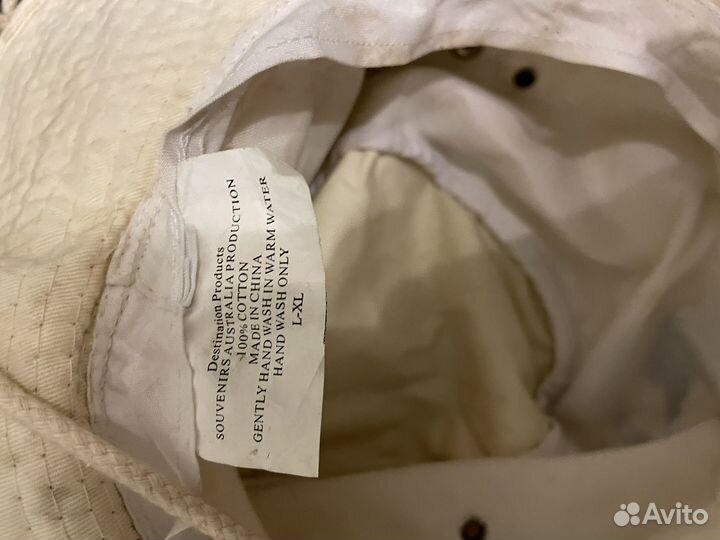 Destination Products
SOUVENIRS AUSTRALIA PRODUCTION
100% COTTON
MADE IN CHINA
GENTLY HAND WASH IN WARM WATER
HAND WASH ONLY
L-XL
Avito